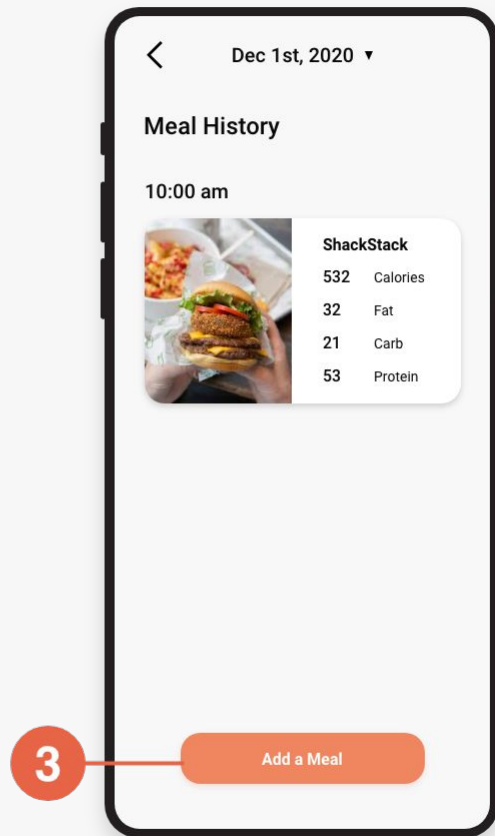 Dec 1st, 2020 ▼
Meal History
10:00 am
ShackStack
532 Calories
32 Fat
21 Carb
53 Protein
3
Add a Meal